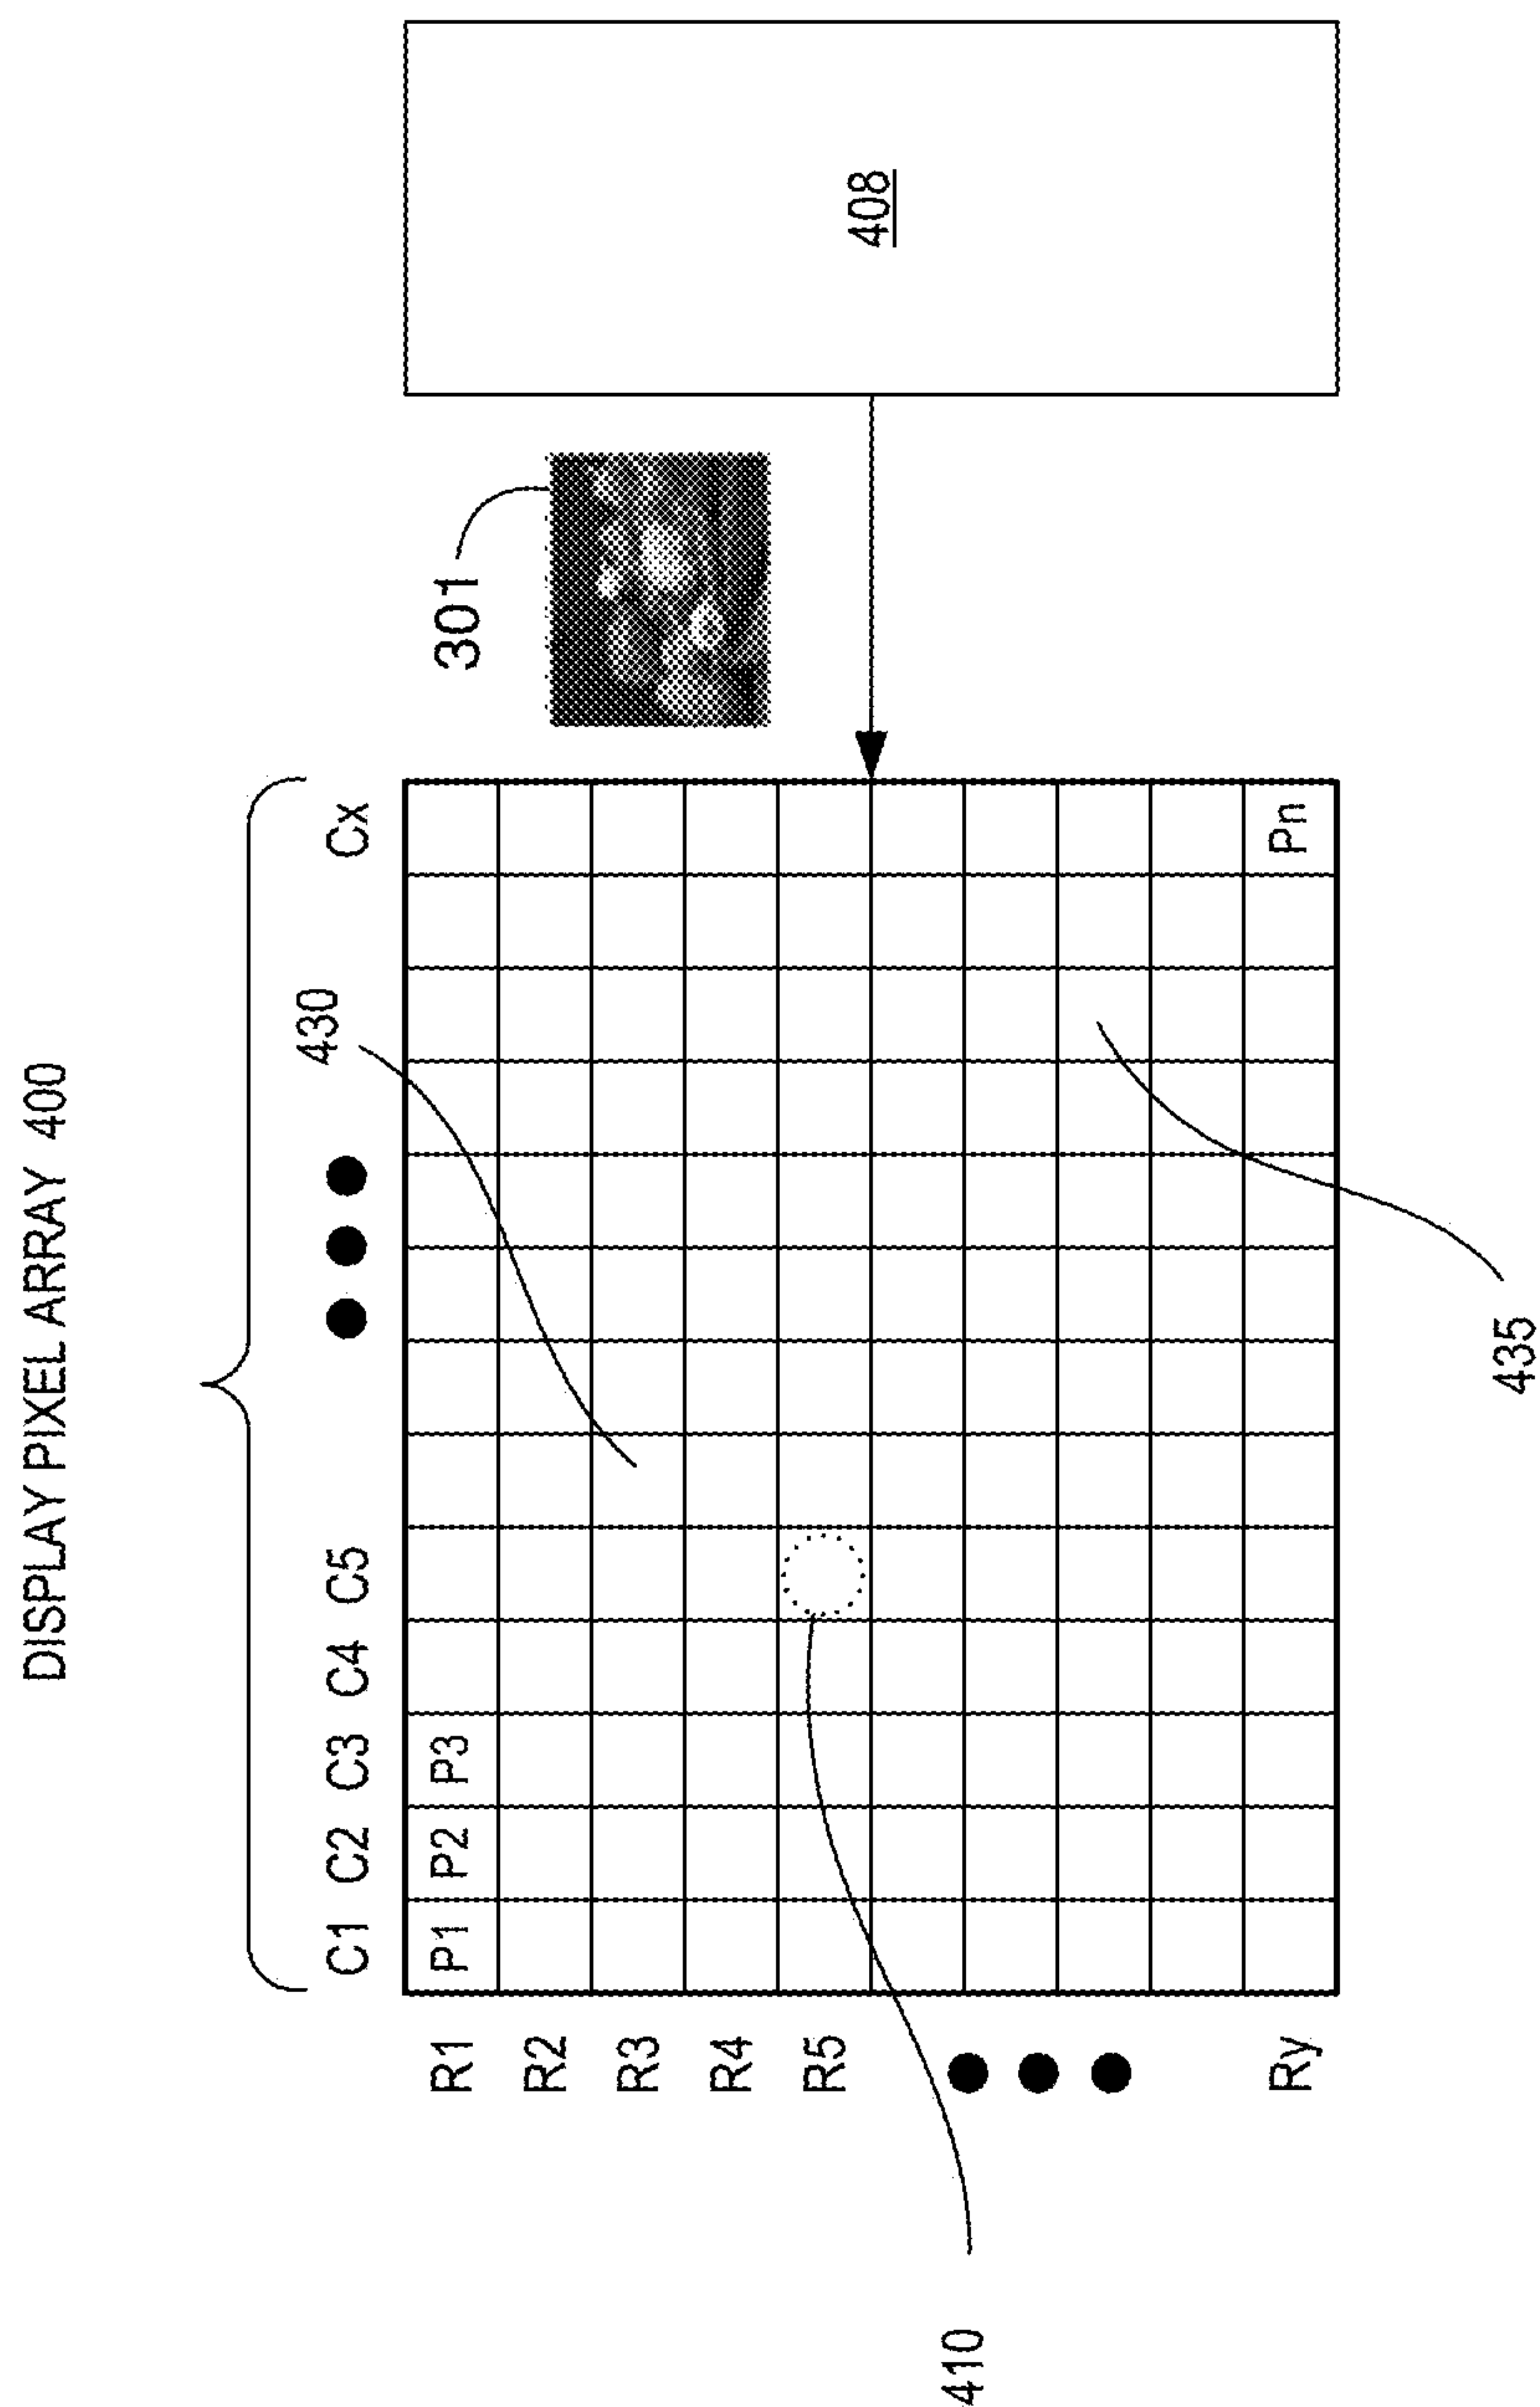 DISPLAY PIXEL ARRAY 400
430
C1 C2 C3 C4 C5 Cx
301
R1 P1 P2 P3
R2
R3
R4
R5
408
410
Ry Pn
435